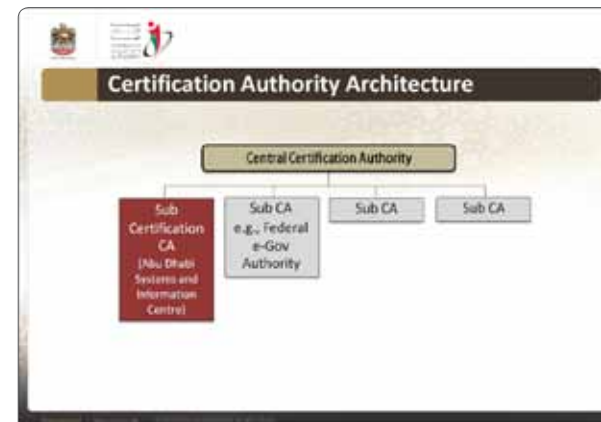 Certification Authority Architecture
Central Certification Authority
Sub
Certification
CA
(Abu Dhabi
Systems and
Information
Centre)
Sub CA
e.g., Federal
e-Gov
Authority
Sub CA
Sub CA